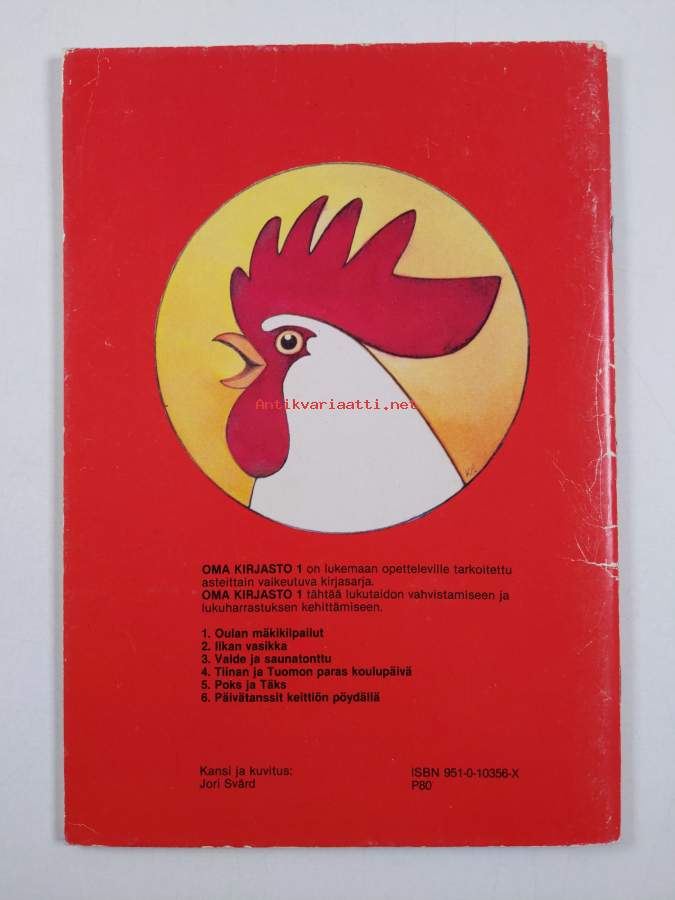 Antikvariaatti.net
OMA KIRJASTO 1 on lukemaan opetteleville tarkoitettu
asteittain vaikeutuva kirjasarja.
OMA KIRJASTO 1 tähtää lukutaidon vahvistamiseen ja
lukuharrastuksen kehittämiseen.
1. Oulan mäkikilpailut
2. Iikan vasikka
3. Valde ja saunatonttu
4. Tiinan ja Tuomon paras koulupäivä
5. Poks ja Täks
6. Päivätanssit keittiön pöydällä
Kansi ja kuvitus:
Jori Svärd
ISBN 951-0-10356-X
P80